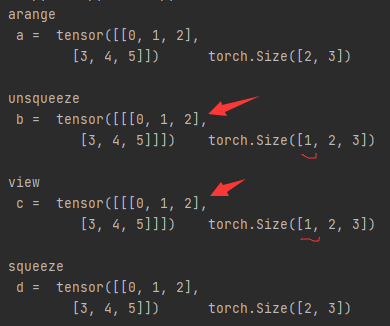 arange
a =  tensor([[0, 1, 2],
[3, 4, 5]])      torch.Size([2, 3])
unsqueeze
b =  tensor([[[0, 1, 2],
[3, 4, 5]]])    torch.Size([1, 2, 3])
view
c =  tensor([[[0, 1, 2],
[3, 4, 5]]])    torch.Size([1, 2, 3])
squeeze
d =  tensor([[0, 1, 2],
[3, 4, 5]])      torch.Size([2, 3])